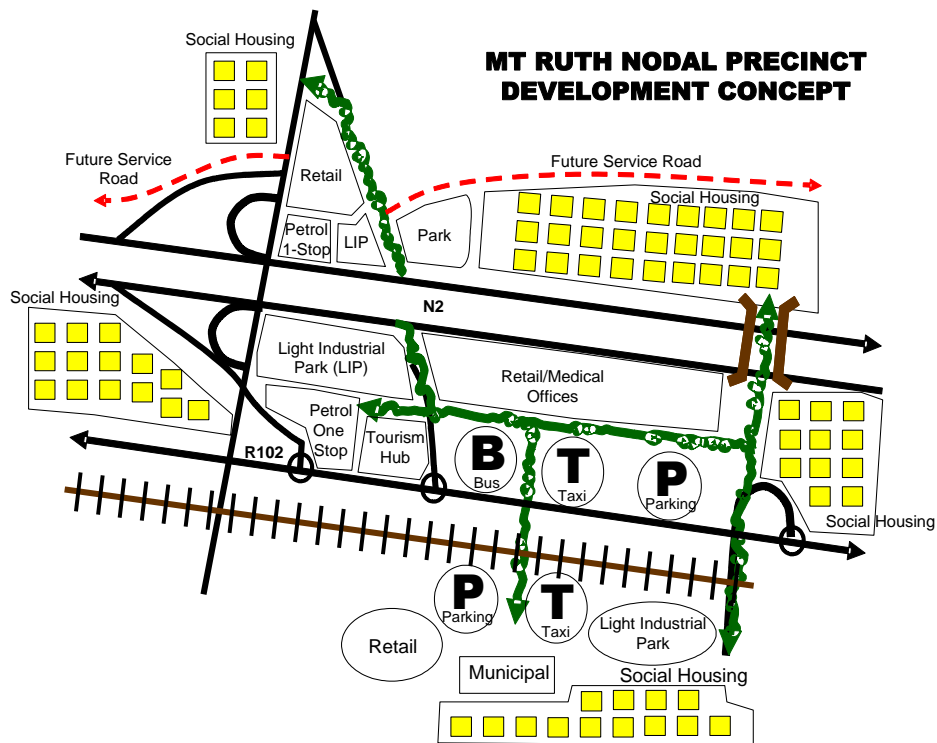 MT RUTH NODAL PRECINCT
DEVELOPMENT CONCEPT
Social Housing
Future Service
Road
Retail
Future Service Road
Social Housing
Petrol
1-Stop
LIP
Park
N2
Social Housing
Light Industrial
Park (LIP)
Retail/Medical
Offices
Petrol
One
Stop
Tourism
Hub
R102
B
Bus
T
Taxi
P
Parking
Social Housing
P
Parking
T
Taxi
Light Industrial
Park
Retail
Municipal
Social Housing